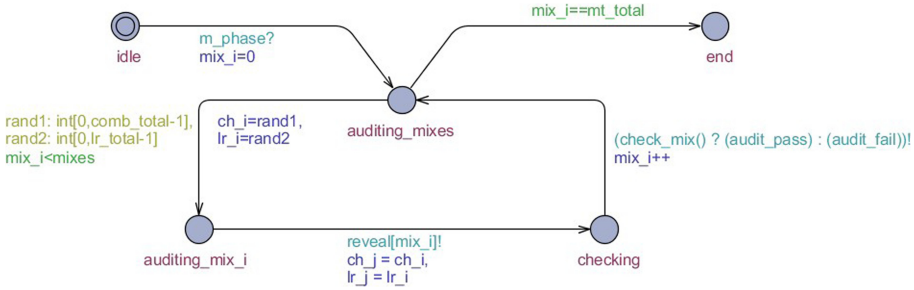 mix_i==mt_total
m_phase?
mix_i=0
idle
end
rand1: int[0,comb_total-1],
rand2: int[0,lr_total-1]
mix_i<mixes
ch_i=rand1,
lr_i=rand2
auditing_mixes
(check_mix() ? (audit_pass) : (audit_fail))!
mix_i++
auditing_mix_i
reveal[mix_i]!
ch_j = ch_i,
lr_j = lr_i
checking